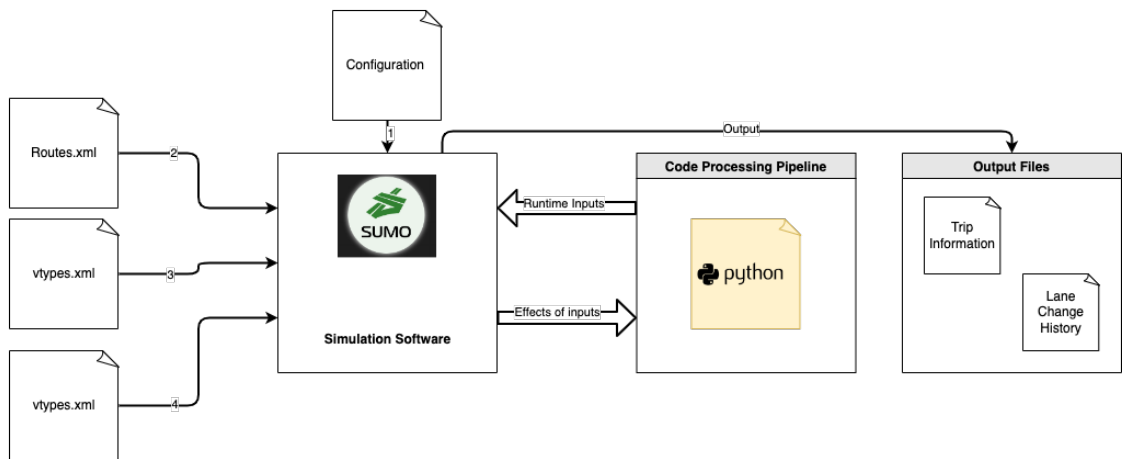 Configuration
1
Output
Routes.xml
2
Code Processing Pipeline
Output Files
SUMO
Runtime Inputs
Trip
Information
vtypes.xml
3
python
Effects of inputs
Lane
Change
History
Simulation Software
vtypes.xml
4